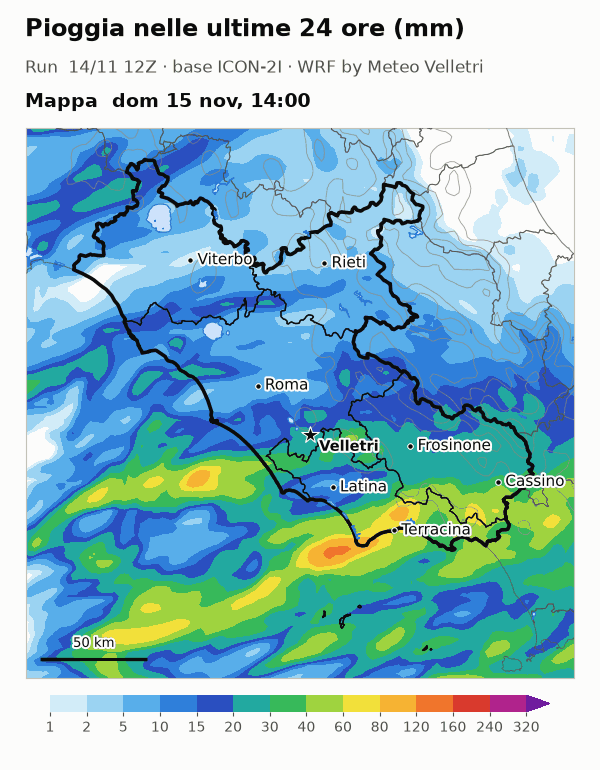 Pioggia nelle ultime 24 ore (mm)
Run 14/11 12Z · base ICON-2I · WRF by Meteo Velletri
Mappa dom 15 nov, 14:00
Viterbo
Rieti
Roma
Velletri
Frosinone
Cassino
Latina
Terracina
50 km
1 2 5 10 15 20 30 40 60 80 120 160 240 320